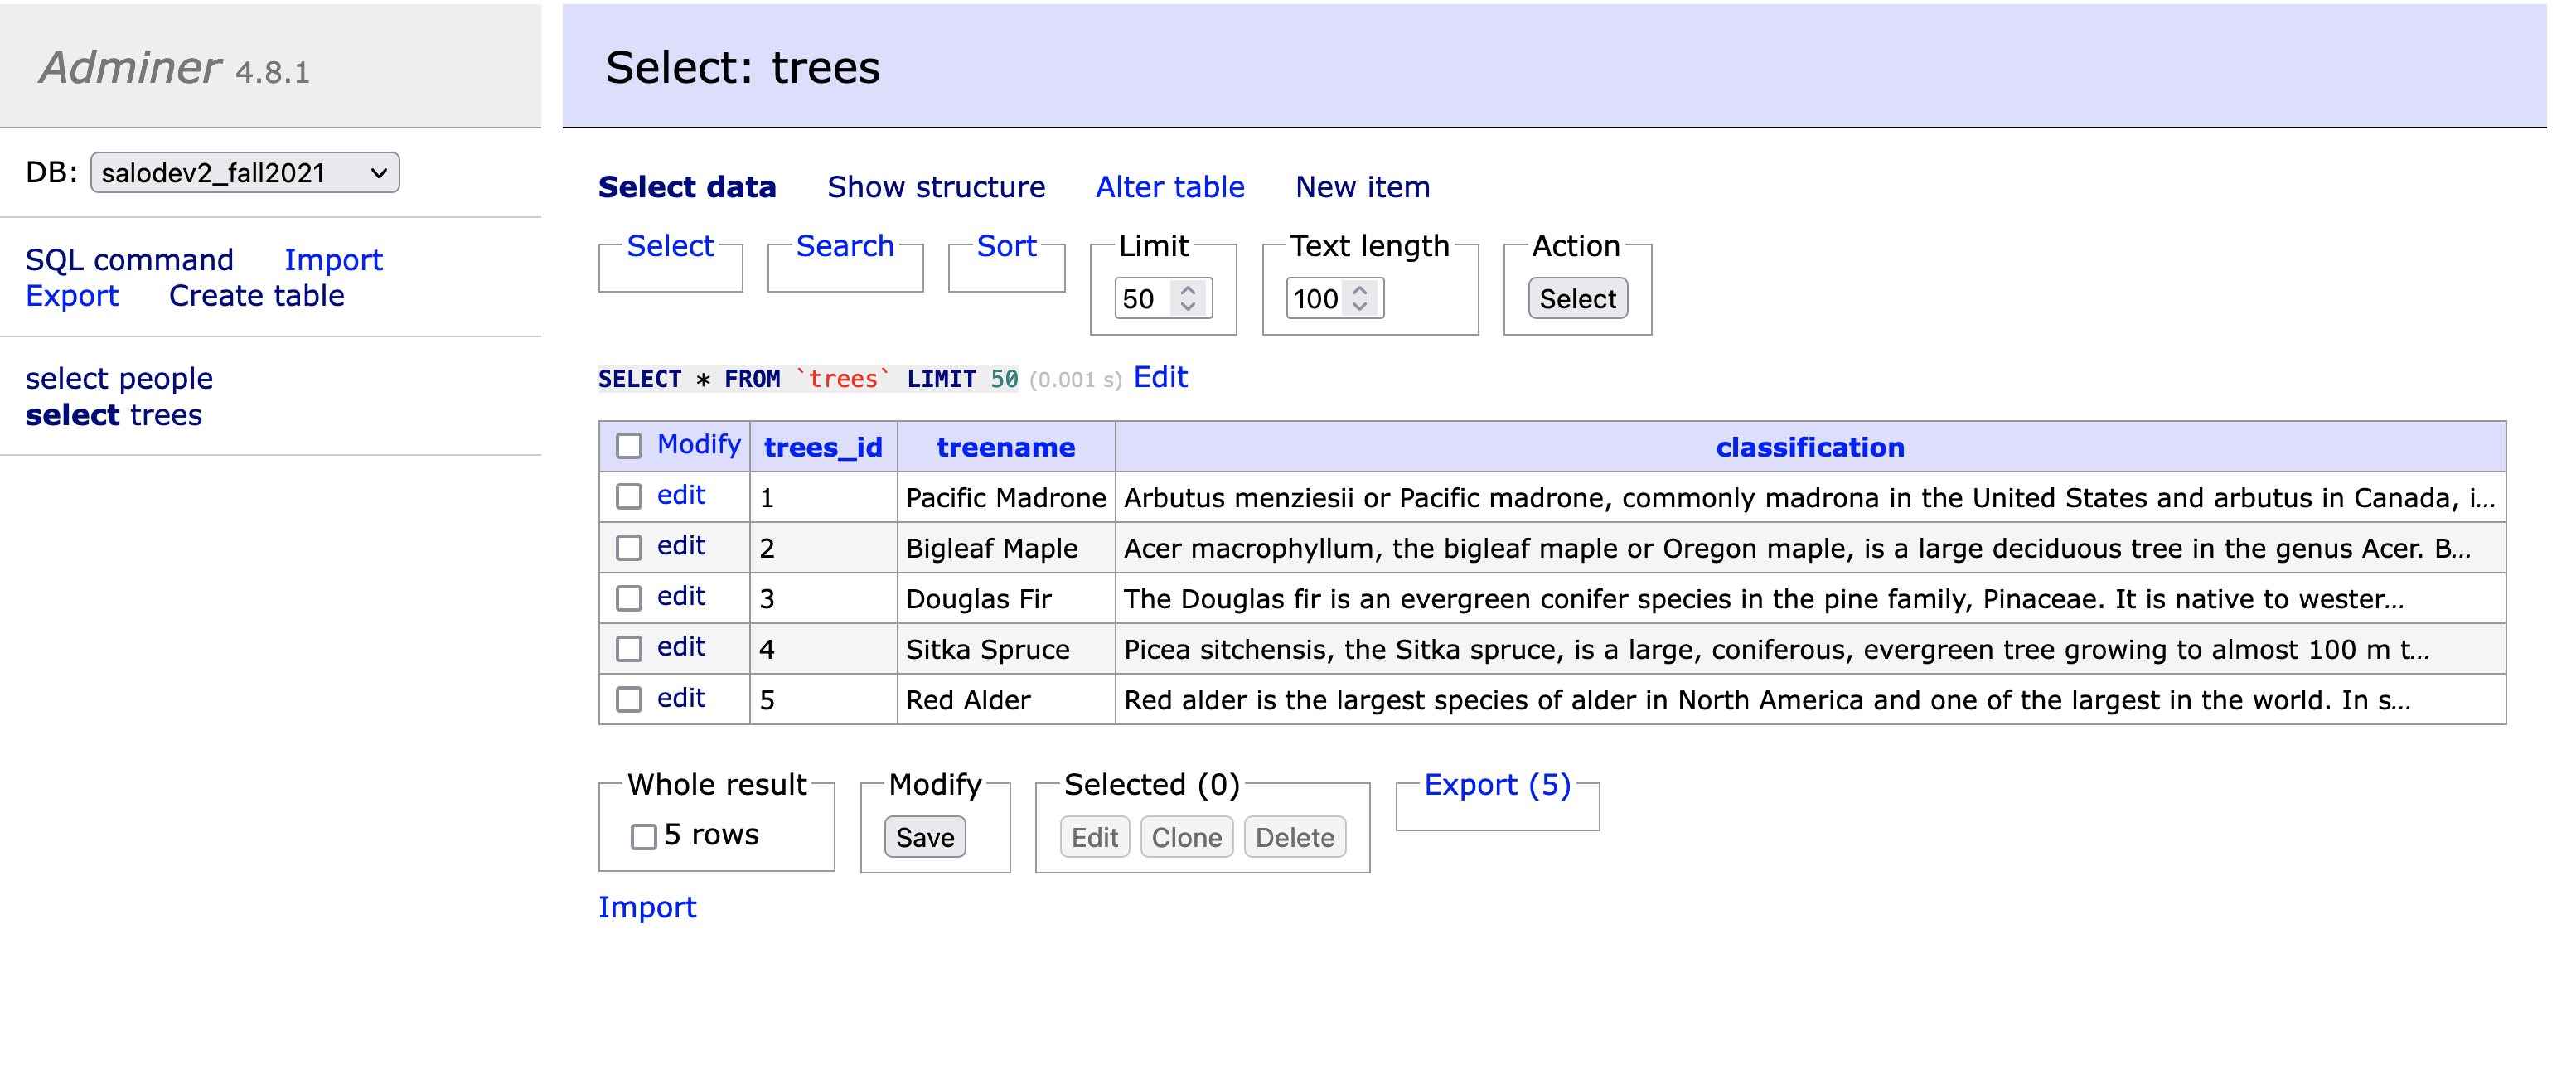 Adminer 4.8.1
DB: salodev2_fall2021
SQL command Import
Export Create table
select people
select trees
Select: trees
Select data Show structure Alter table New item
Select Search Sort Limit Text length Action
50 100 Select
SELECT * FROM `trees` LIMIT 50 (0.001 s) Edit
Modify trees_id treename classification
edit 1 Pacific Madrone Arbutus menziesii or Pacific madrone, commonly madrona in the United States and arbutus in Canada, i...
edit 2 Bigleaf Maple Acer macrophyllum, the bigleaf maple or Oregon maple, is a large deciduous tree in the genus Acer. B...
edit 3 Douglas Fir The Douglas fir is an evergreen conifer species in the pine family, Pinaceae. It is native to wester...
edit 4 Sitka Spruce Picea sitchensis, the Sitka spruce, is a large, coniferous, evergreen tree growing to almost 100 m t...
edit 5 Red Alder Red alder is the largest species of alder in North America and one of the largest in the world. In s...
Whole result Modify Selected (0) Export (5)
5 rows Save Edit Clone Delete
Import